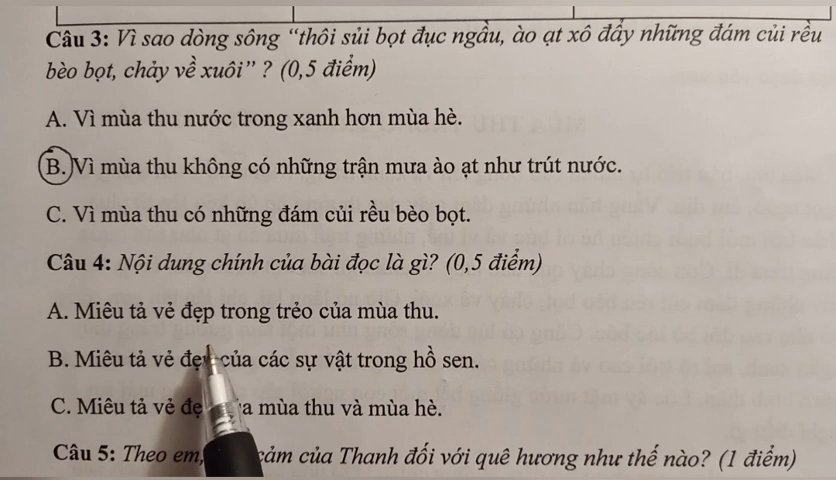 Câu 3: Vì sao dòng sông “thôi sủi bọt đục ngầu, ào ạt xô đẩy những đám củi rều
bèo bọt, chảy về xuôi” ? (0,5 điểm)
A. Vì mùa thu nước trong xanh hơn mùa hè.
B. Vì mùa thu không có những trận mưa ào ạt như trút nước.
C. Vì mùa thu có những đám củi rều bèo bọt.
Câu 4: Nội dung chính của bài đọc là gì? (0,5 điểm)
A. Miêu tả vẻ đẹp trong trẻo của mùa thu.
B. Miêu tả vẻ đẹp của các sự vật trong hồ sen.
C. Miêu tả vẻ mùa thu và mùa hè.
Câu 5: Theo em, cảm của Thanh đối với quê hương như thế nào? (1 điểm)